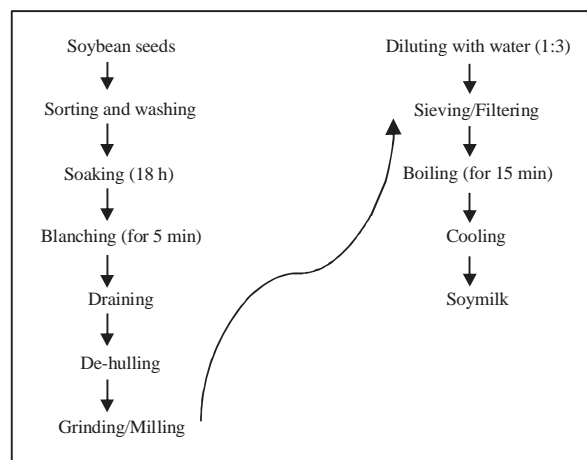 Soybean seeds
Sorting and washing
Soaking (18 h)
Blanching (for 5 min)
Draining
De-hulling
Grinding/Milling
Diluting with water (1:3)
Sieving/Filtering
Boiling (for 15 min)
Cooling
Soymilk